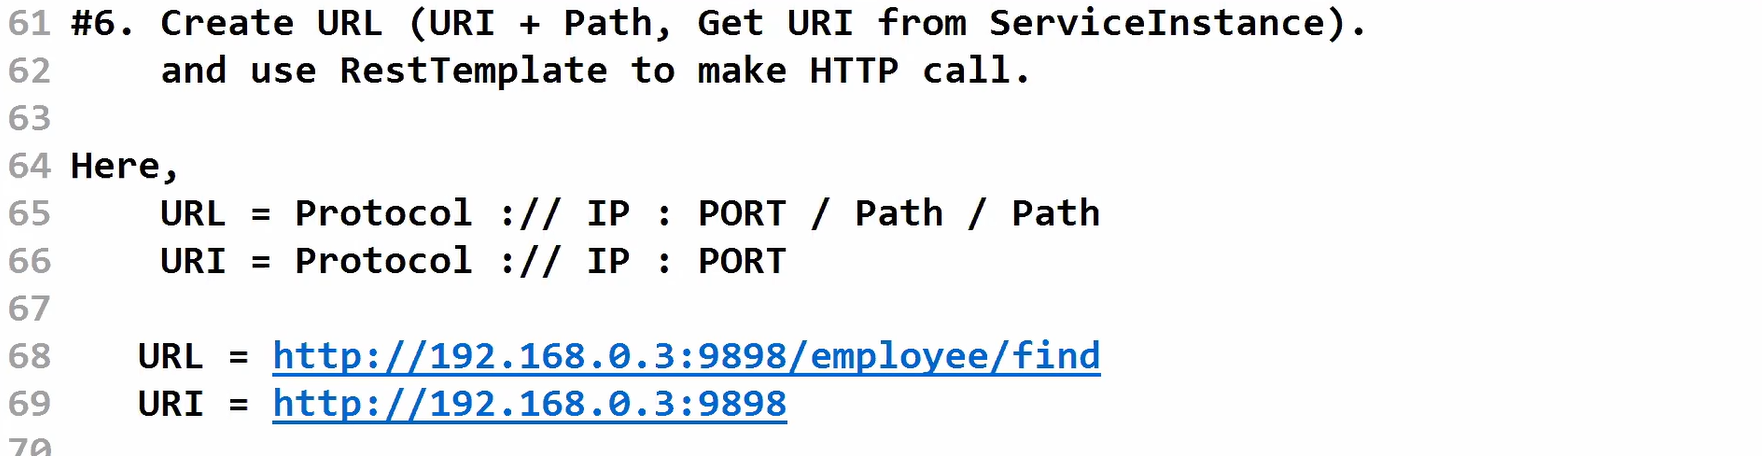 61 #6. Create URL (URI + Path, Get URI from ServiceInstance).
62     and use RestTemplate to make HTTP call.
63
64 Here,
65     URL = Protocol :// IP : PORT / Path / Path
66     URI = Protocol :// IP : PORT
67
68    URL = http://192.168.0.3:9898/employee/find
69    URI = http://192.168.0.3:9898
70